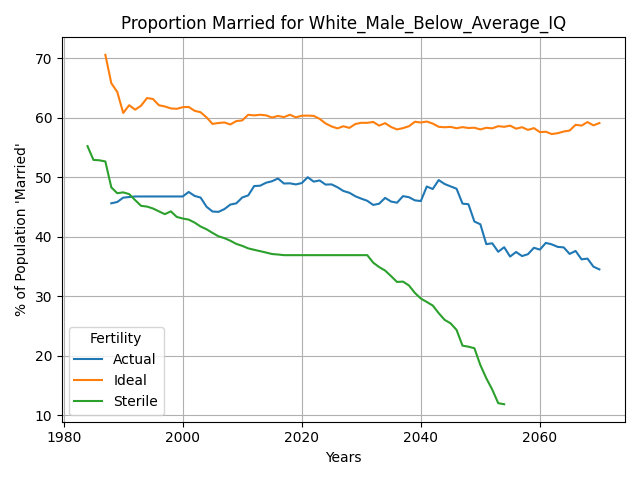 Proportion Married for White_Male_Below_Average_IQ
% of Population 'Married'
70
60
50
40
30
20
10
Fertility
Actual
Ideal
Sterile
1980 2000 2020 2040 2060
Years